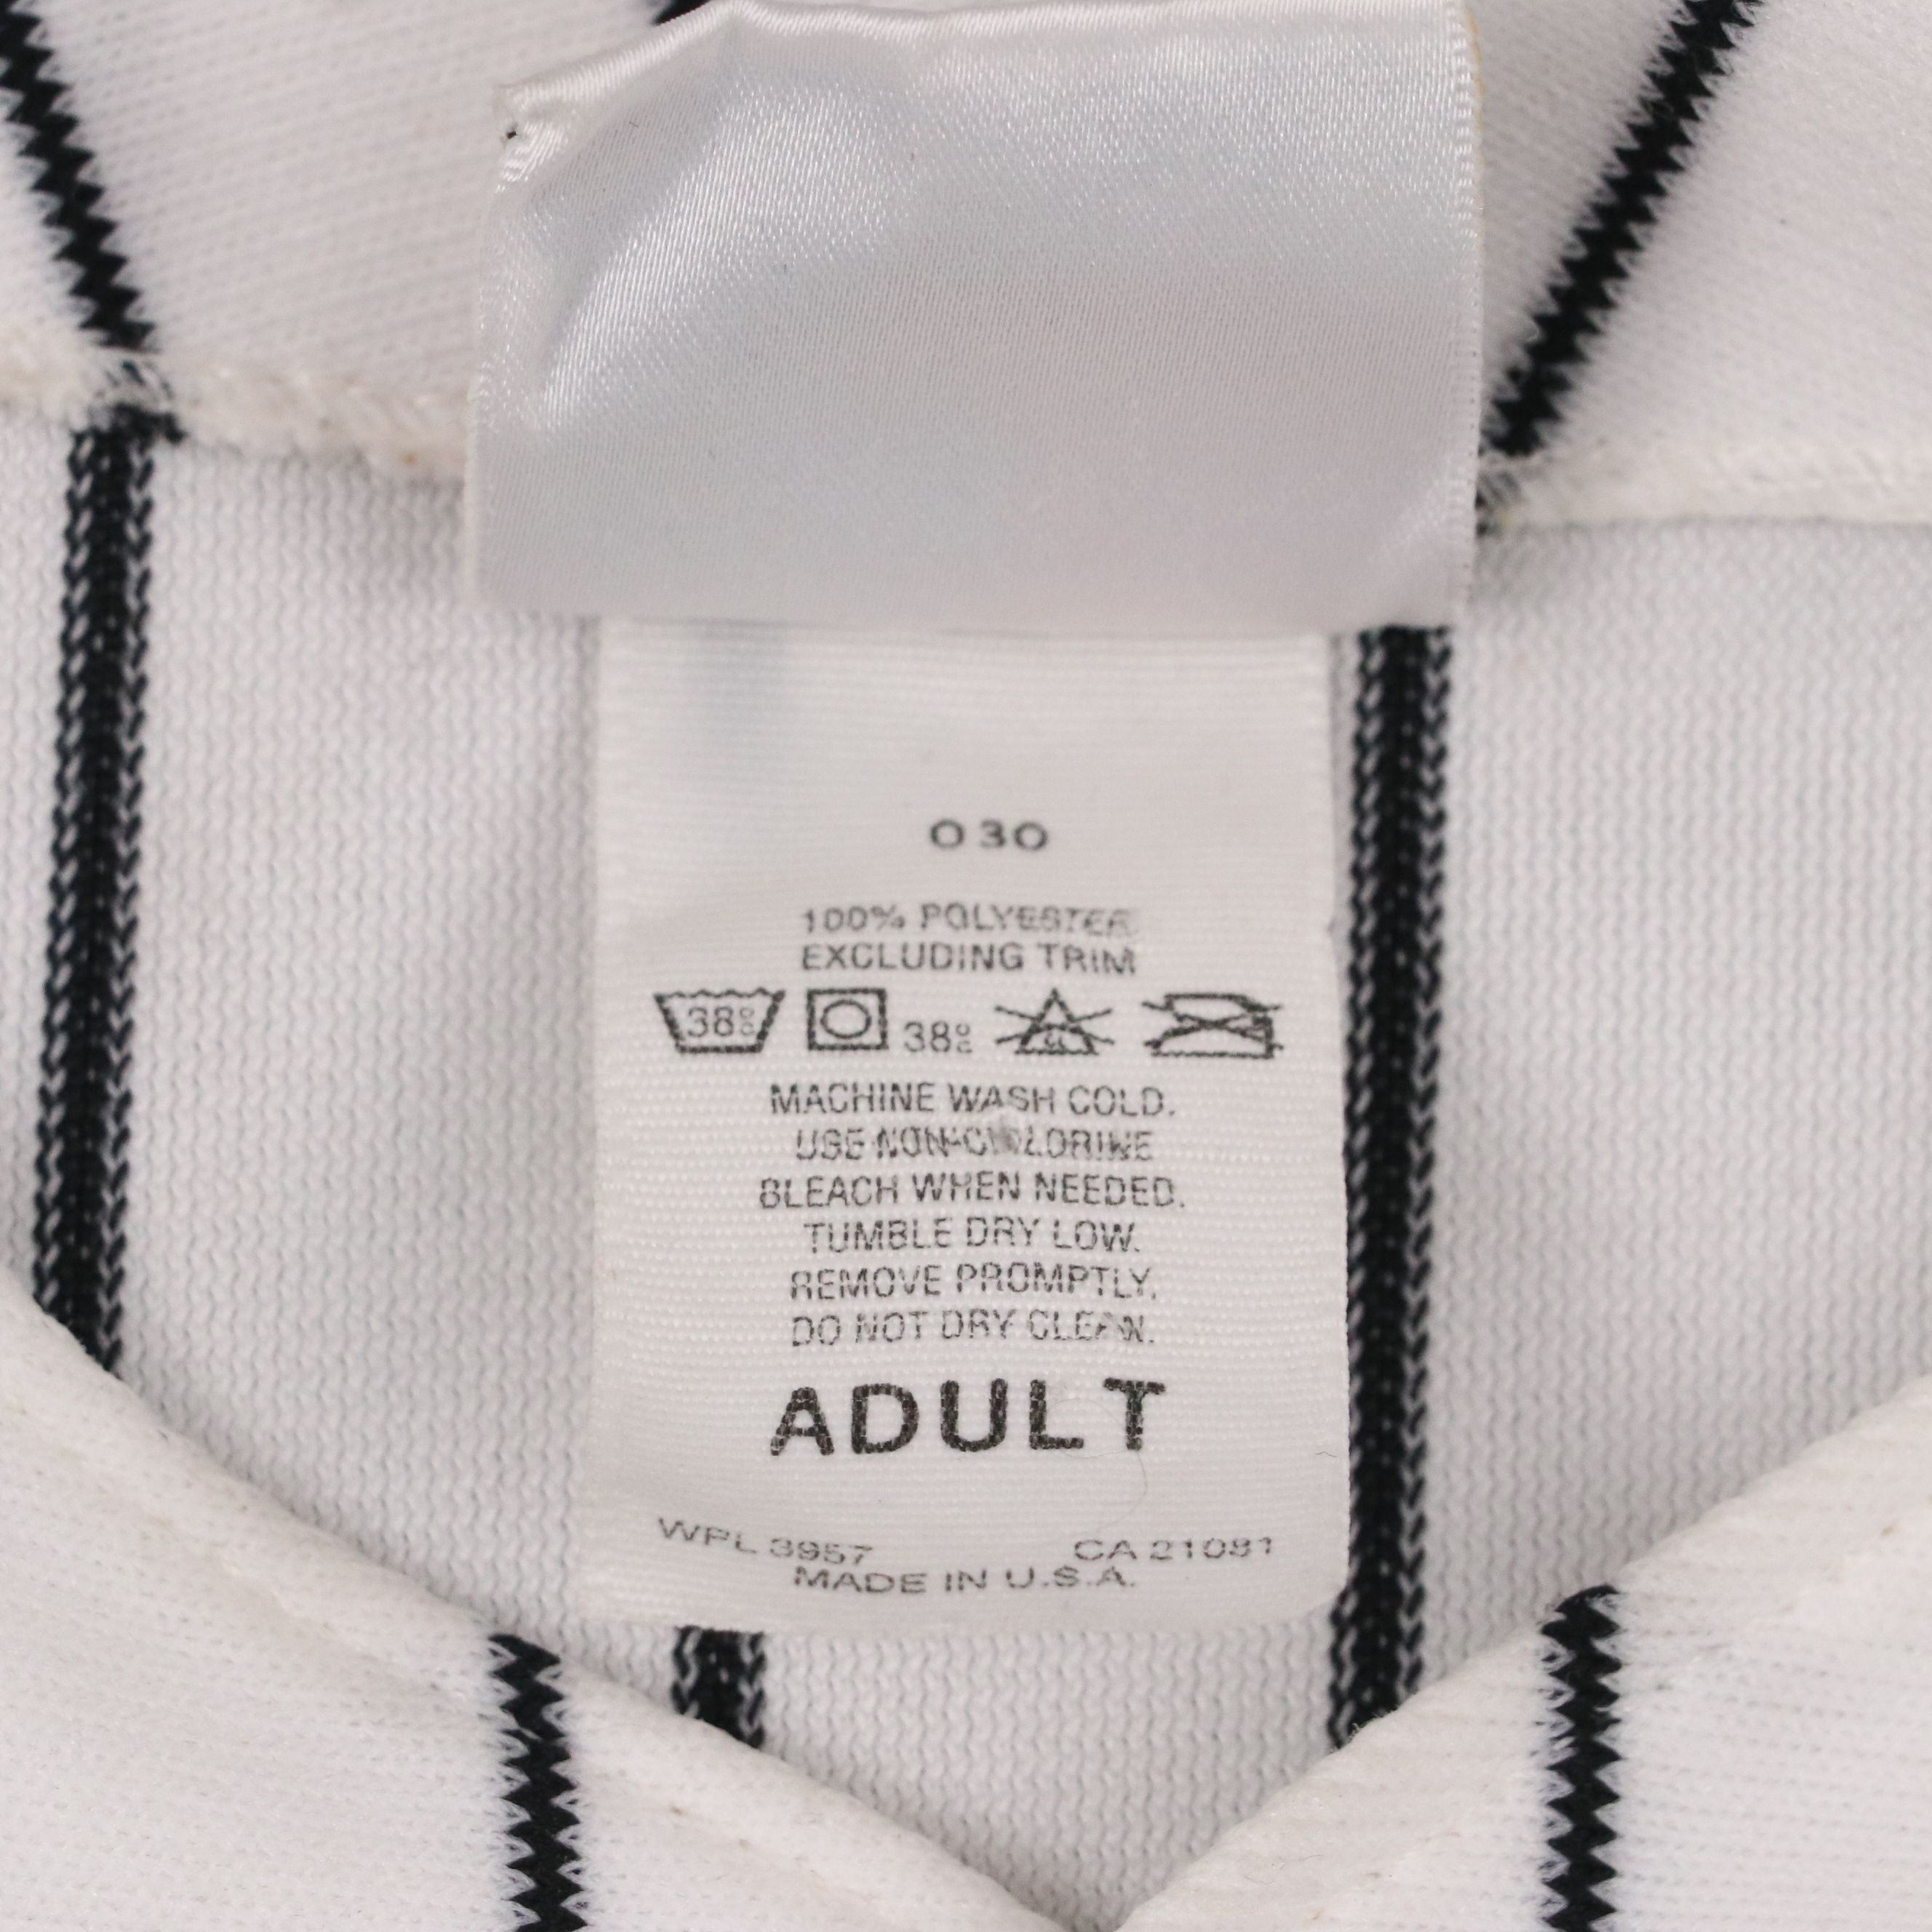 030
100% POLYESTER
EXCLUDING TRIM
38°C 38°C
MACHINE WASH COLD.
USE NON-CHLORINE
BLEACH WHEN NEEDED.
TUMBLE DRY LOW.
REMOVE PROMPTLY.
DO NOT DRY CLEAN.
ADULT
WPL 3957 CA 21081
MADE IN U.S.A.